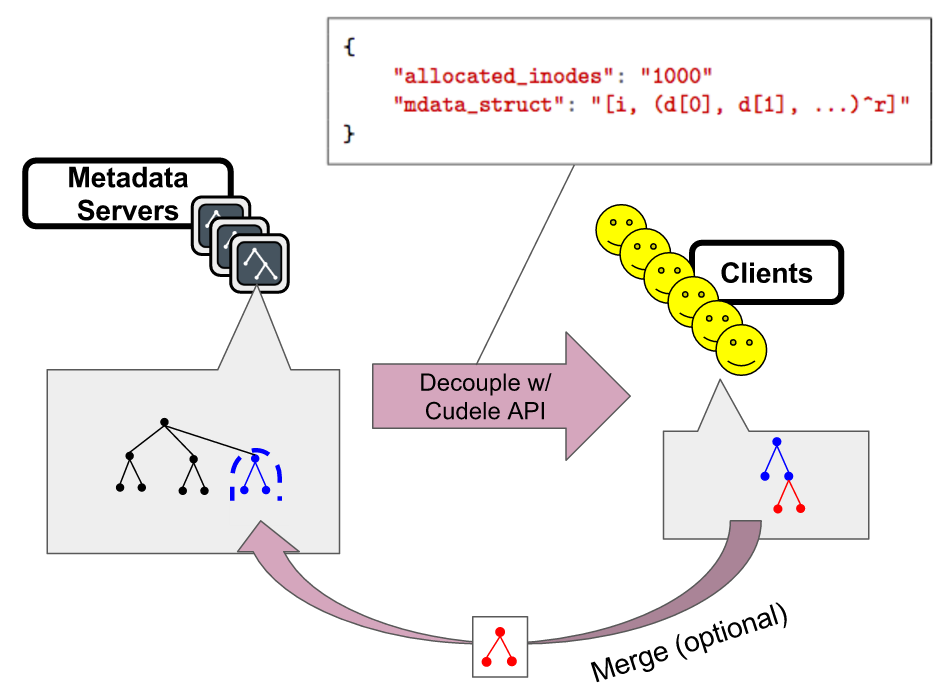 {
"allocated_inodes": "1000"
"mdata_struct": "[i, (d[0], d[1], ...)^r]"
}
Metadata
Servers
Clients
Decouple w/
Cudele API
Merge (optional)